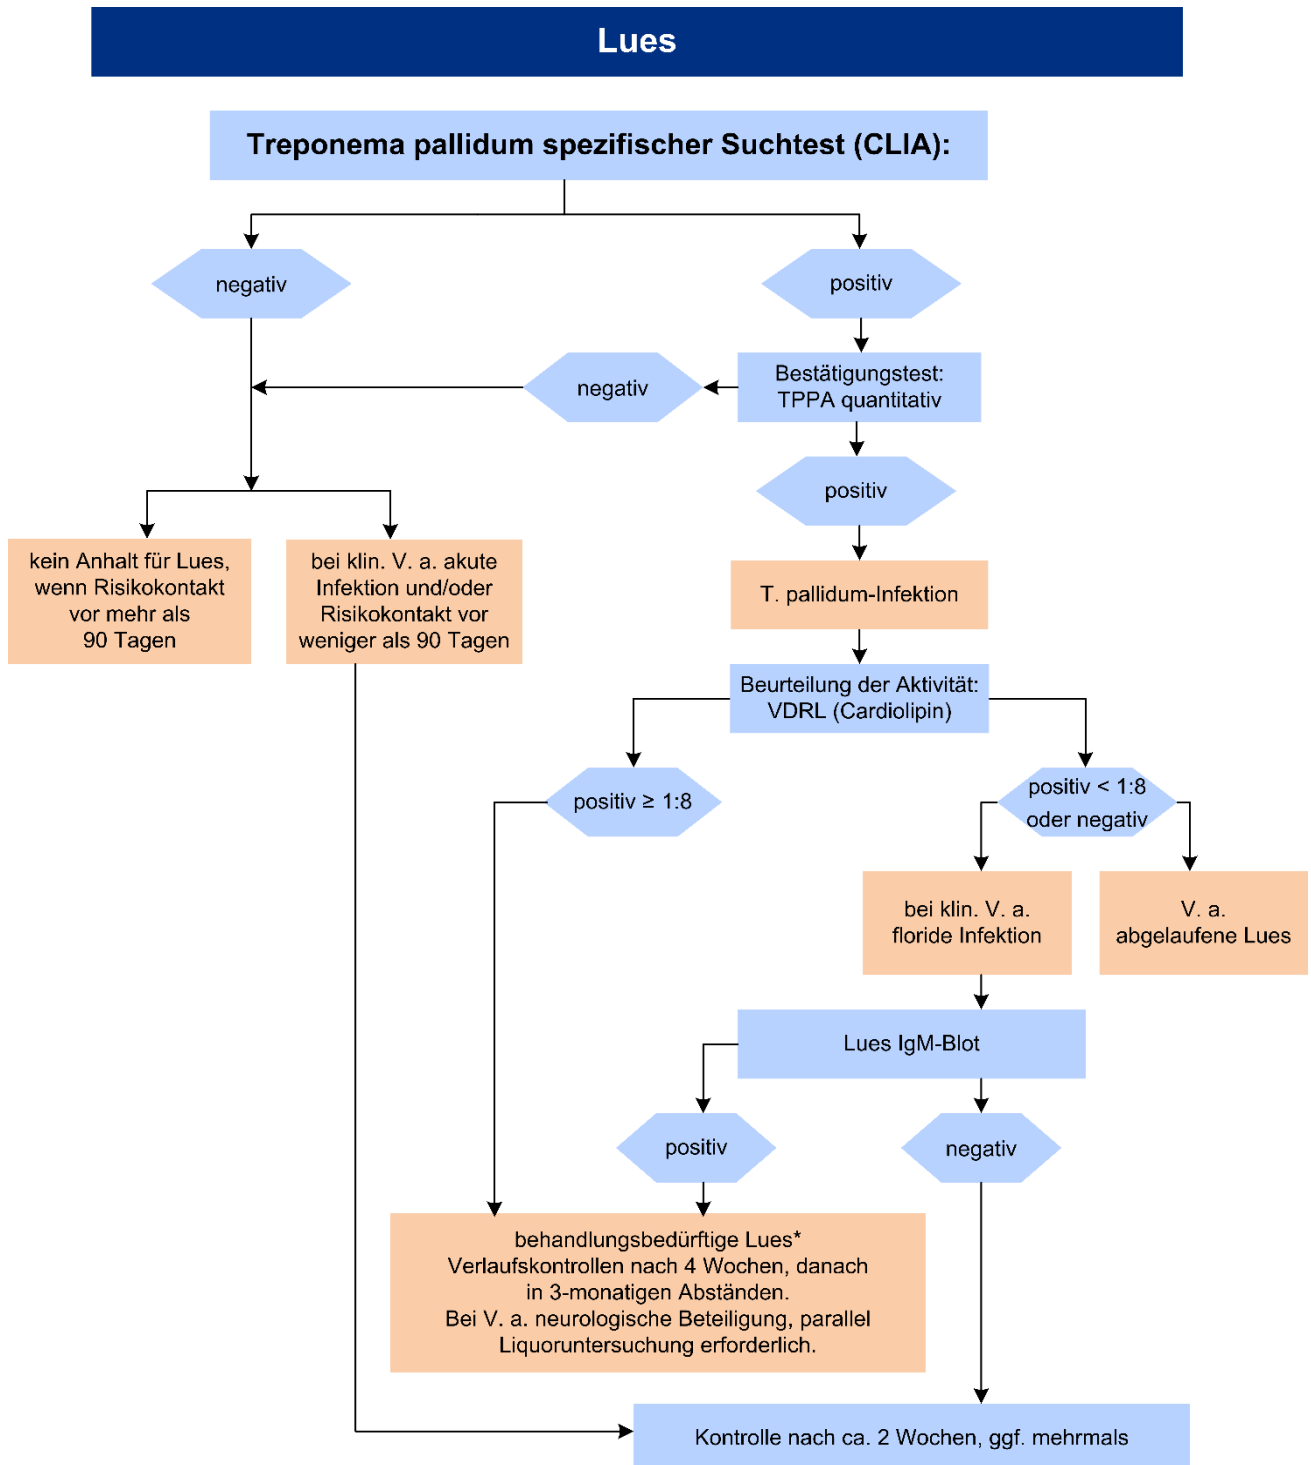 Lues
Treponema pallidum spezifischer Suchtest (CLIA):
negativ
positiv
negativ
Bestätigungstest:
TPPA quantitativ
positiv
kein Anhalt für Lues,
wenn Risikokontakt
vor mehr als
90 Tagen
bei klin. V. a. akute
Infektion und/oder
Risikokontakt vor
weniger als 90 Tagen
T. pallidum-Infektion
Beurteilung der Aktivität:
VDRL (Cardiolipin)
positiv ≥ 1:8
positiv < 1:8
oder negativ
bei klin. V. a.
floride Infektion
V. a.
abgelaufene Lues
Lues IgM-Blot
positiv
negativ
behandlungsbedürftige Lues*
Verlaufskontrollen nach 4 Wochen, danach
in 3-monatigen Abständen.
Bei V. a. neurologische Beteiligung, parallel
Liquoruntersuchung erforderlich.
Kontrolle nach ca. 2 Wochen, ggf. mehrmals